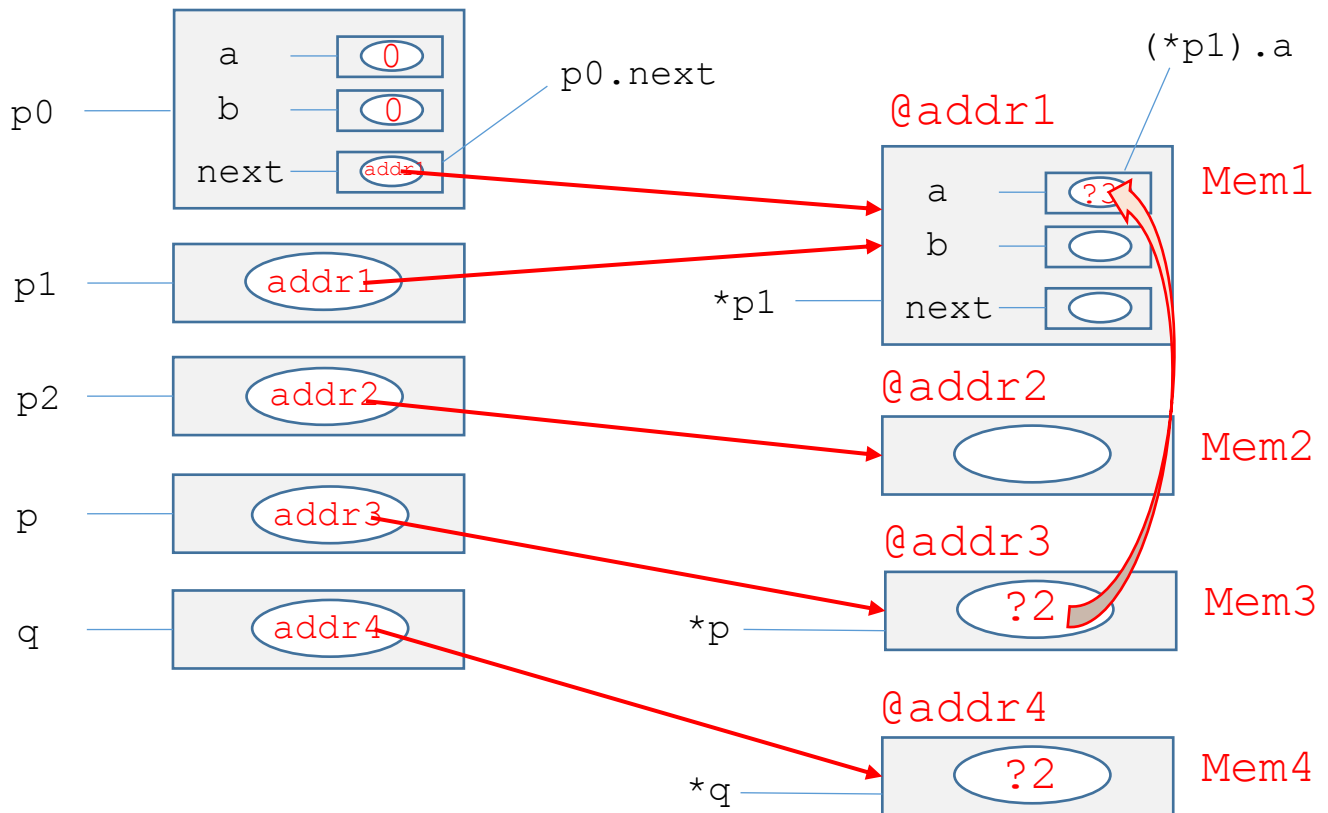 p0
a
0
b
0
next
addr1
p0.next
p1
addr1
p2
addr2
p
addr3
q
addr4
(*p1).a
@addr1
Mem1
a
b
next
*p1
@addr2
Mem2
@addr3
Mem3
?2
*p
@addr4
Mem4
?2
*q